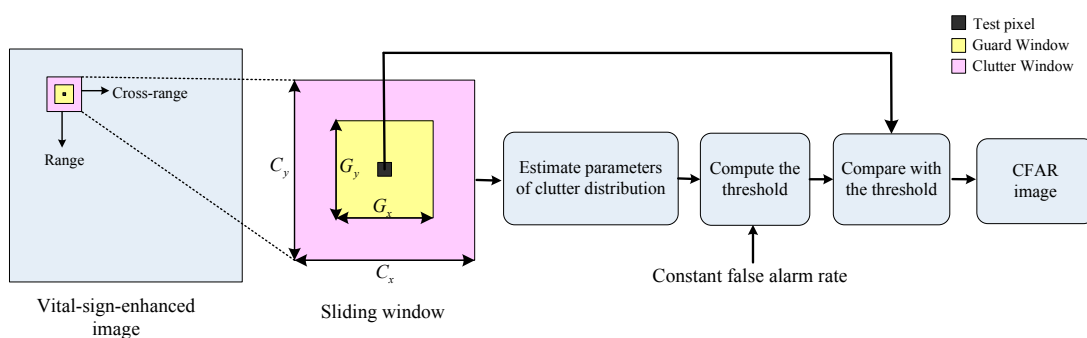 Test pixel
Guard Window
Clutter Window
Cross-range
Range
C_y
G_y
G_x
C_x
Estimate parameters
of clutter distribution
Compute the
threshold
Compare with
the threshold
CFAR
image
Constant false alarm rate
Vital-sign-enhanced
image
Sliding window